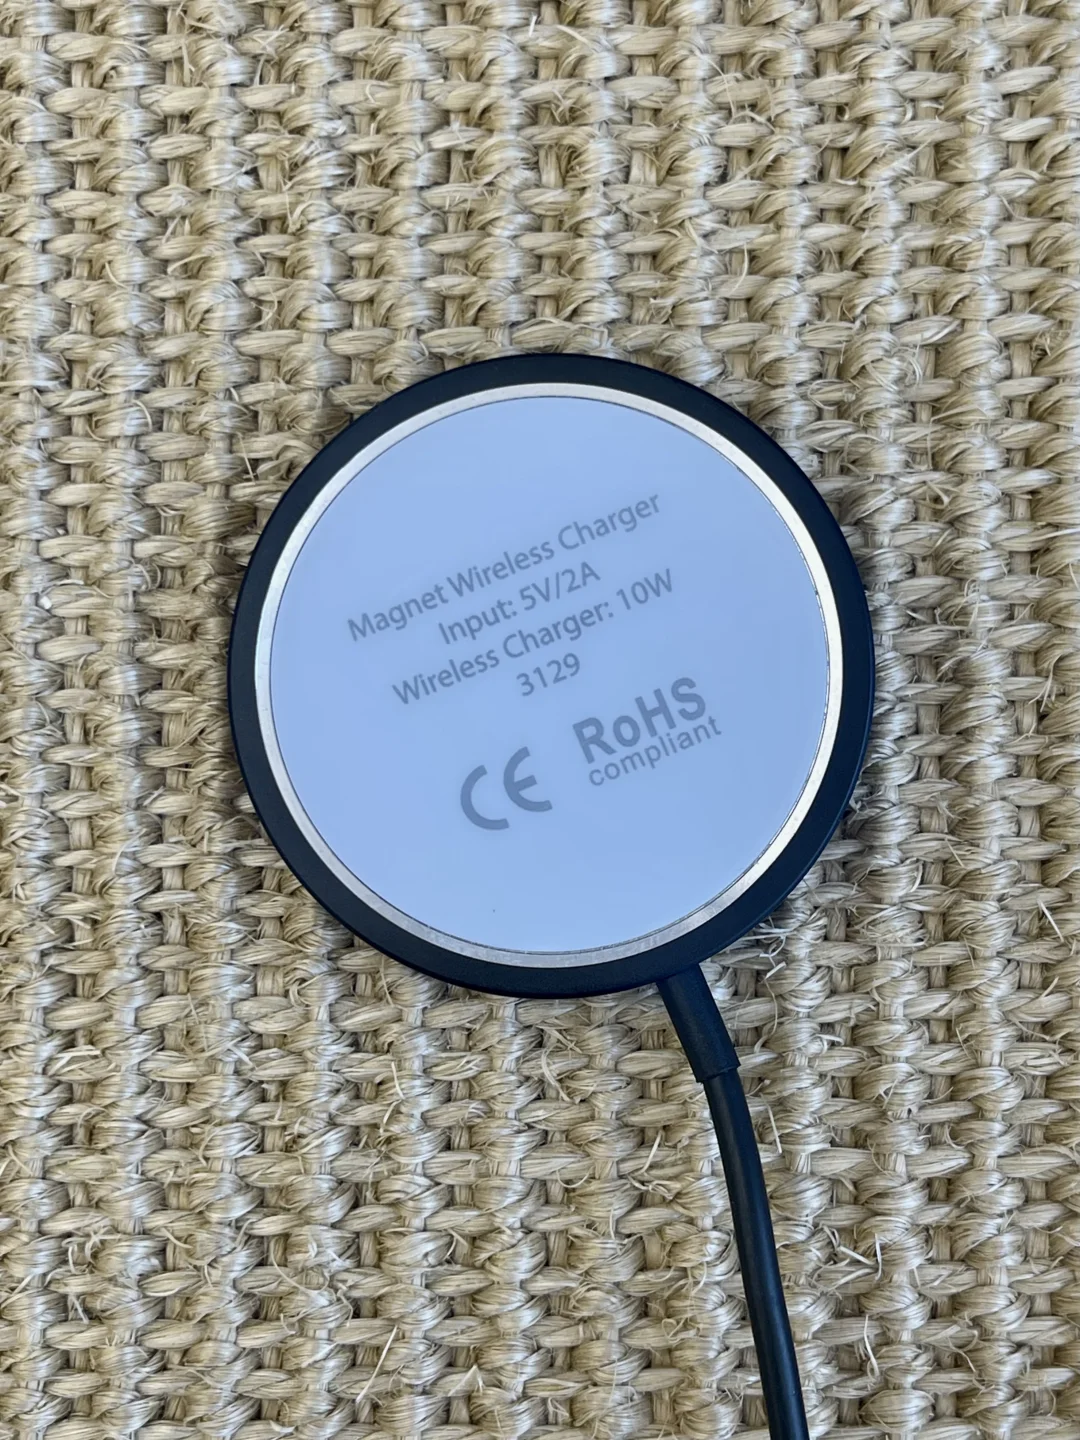 Magnet Wireless Charger
Input: 5V/2A
Wireless Charger: 10W
3129
CE RoHS
compliant